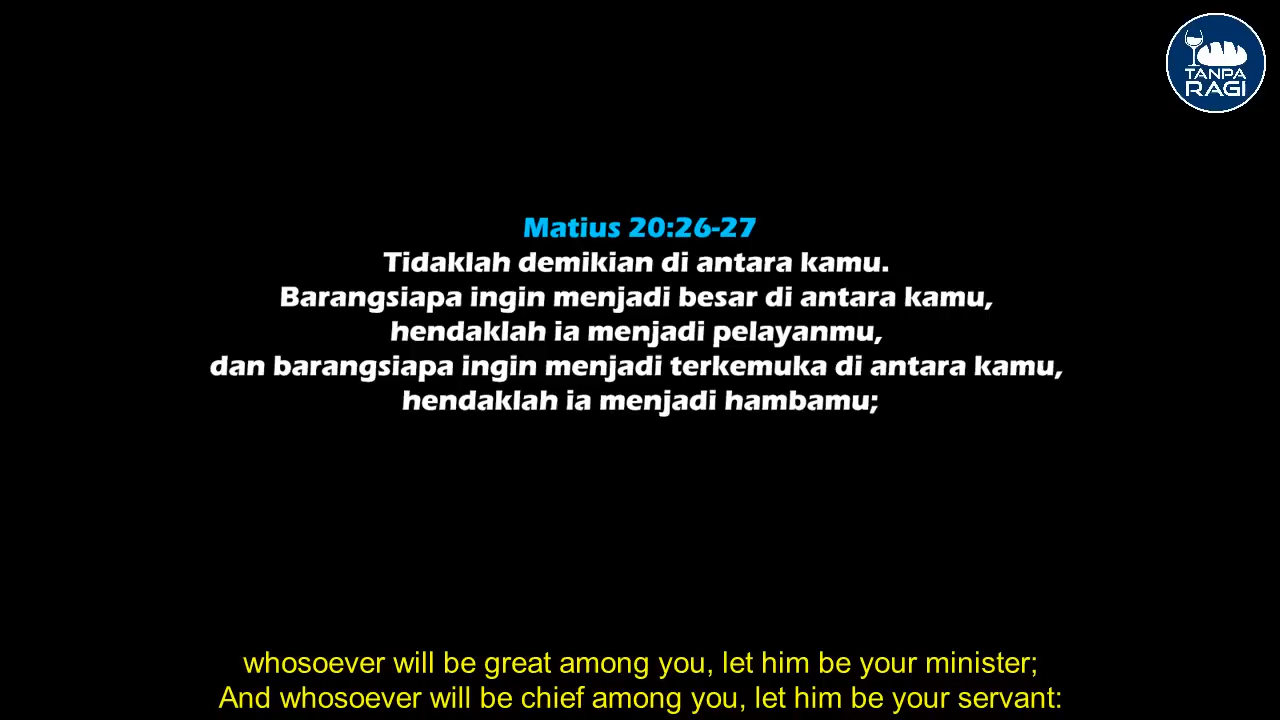 TANPA
RAGI
Matius 20:26-27
Tidaklah demikian di antara kamu.
Barangsiapa ingin menjadi besar di antara kamu,
hendaklah ia menjadi pelayanmu,
dan barangsiapa ingin menjadi terkemuka di antara kamu,
hendaklah ia menjadi hambamu;
whosoever will be great among you, let him be your minister;
And whosoever will be chief among you, let him be your servant: